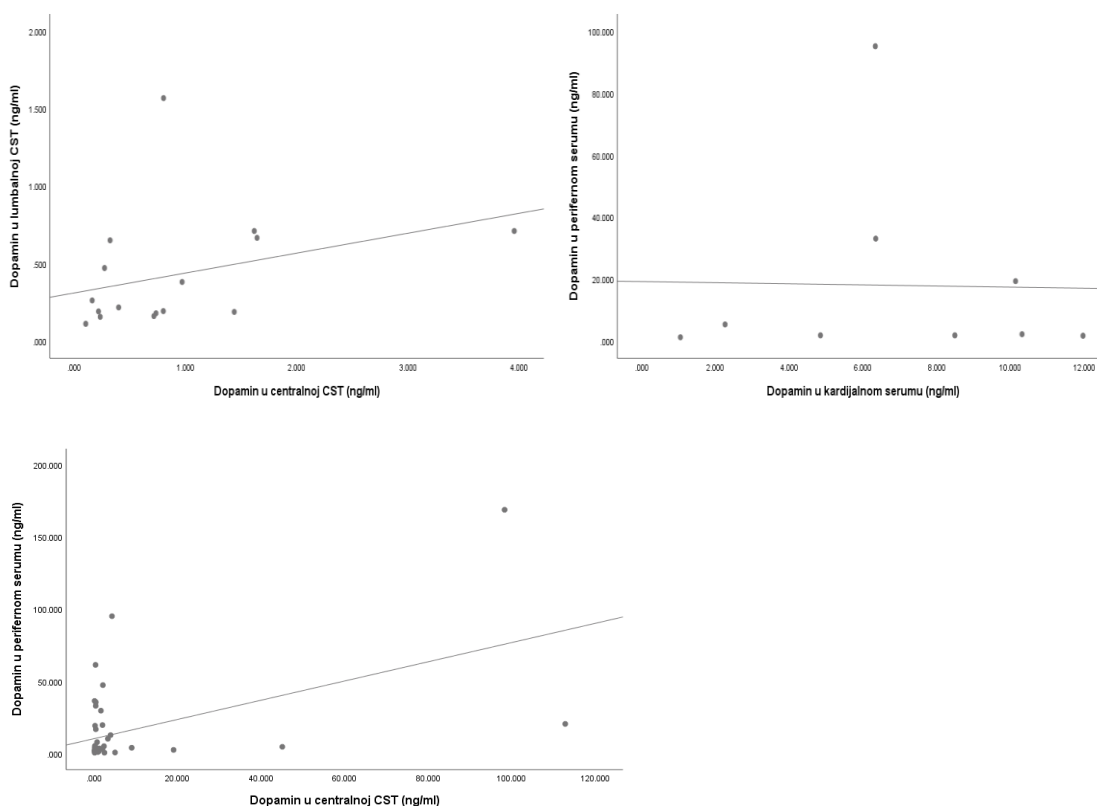 2.000
1.500
1.000
.500
.000
Dopamin u lumbalnoj CST (ng/ml)
.000 1.000 2.000 3.000 4.000
Dopamin u centralnoj CST (ng/ml)
100.000
80.000
60.000
40.000
20.000
.000
Dopamin u perifernom serumu (ng/ml)
.000 2.000 4.000 6.000 8.000 10.000 12.000
Dopamin u kardijalnom serumu (ng/ml)
200.000
150.000
100.000
50.000
.000
Dopamin u perifernom serumu (ng/ml)
.000 20.000 40.000 60.000 80.000 100.000 120.000
Dopamin u centralnoj CST (ng/ml)